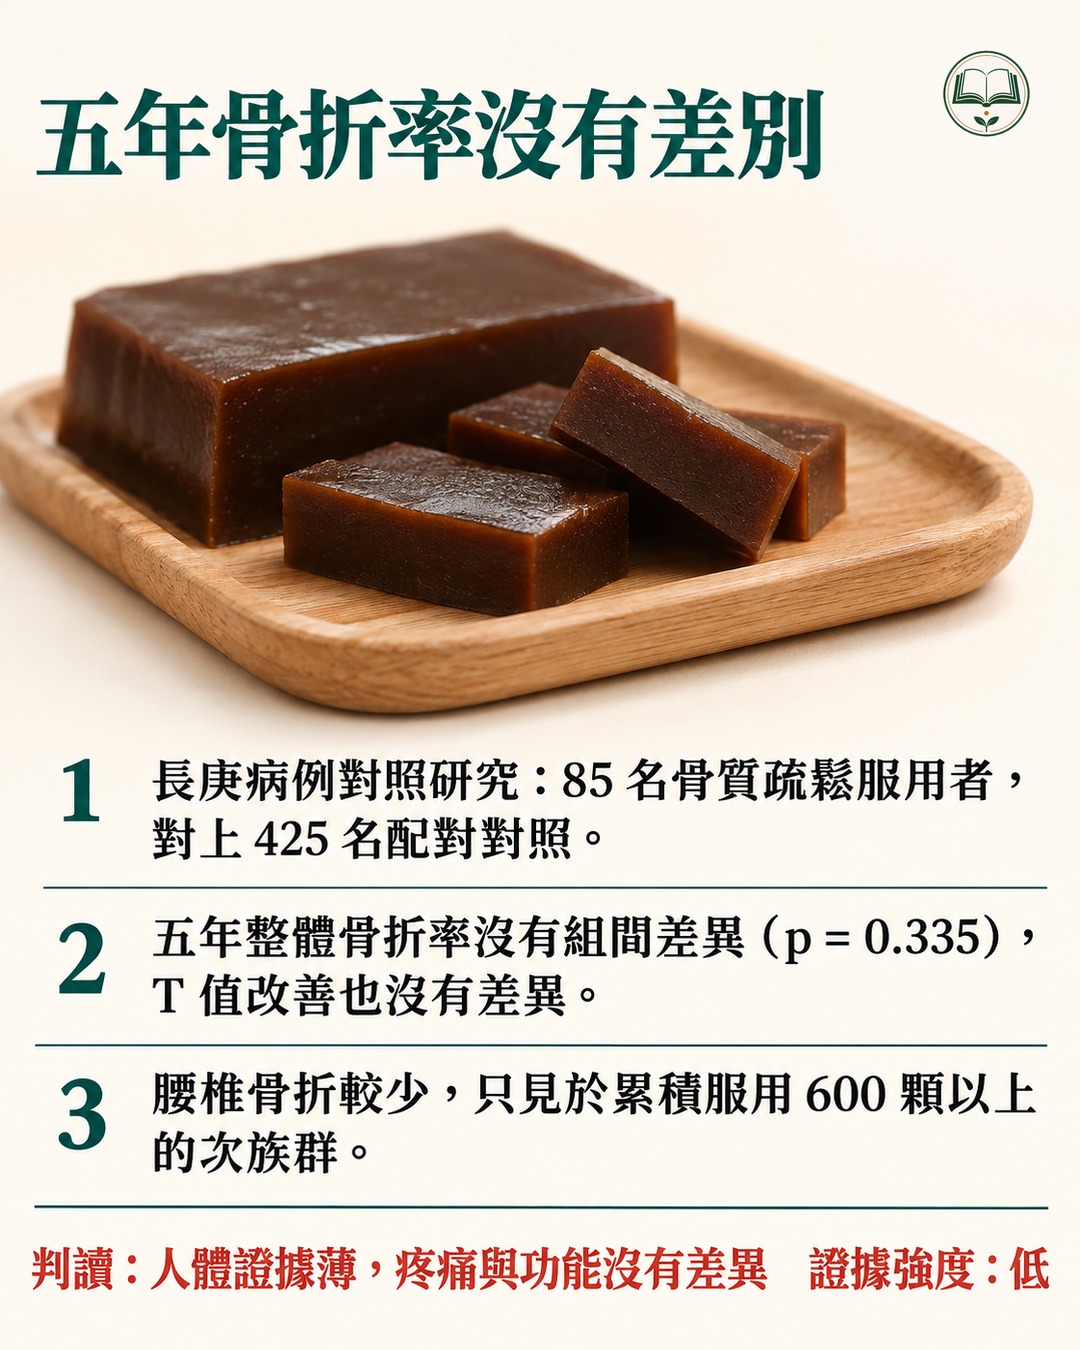 五年骨折率沒有差別
1 長庚病例對照研究：85 名骨質疏鬆服用者，
對上 425 名配對對照。
2 五年整體骨折率沒有組間差異（p = 0.335），
T 值改善也沒有差異。
3 腰椎骨折較少，只見於累積服用 600 顆以上
的次族群。
判讀：人體證據薄，疼痛與功能沒有差異 證據強度：低